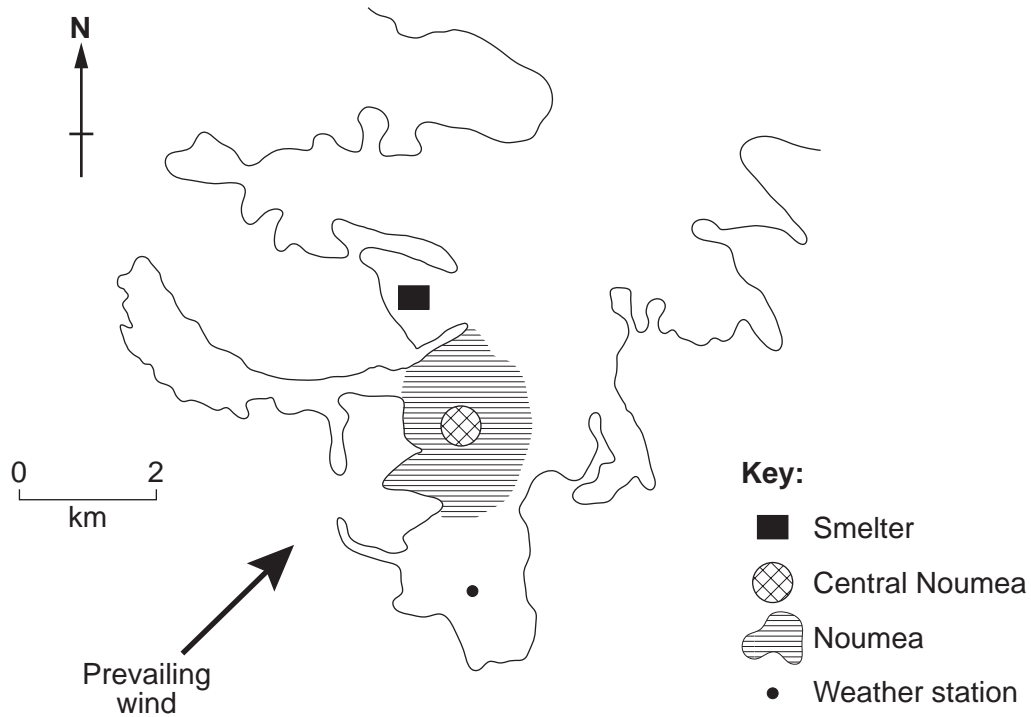 N
0 2
km
Prevailing
wind
Key:
Smelter
Central Noumea
Noumea
Weather station